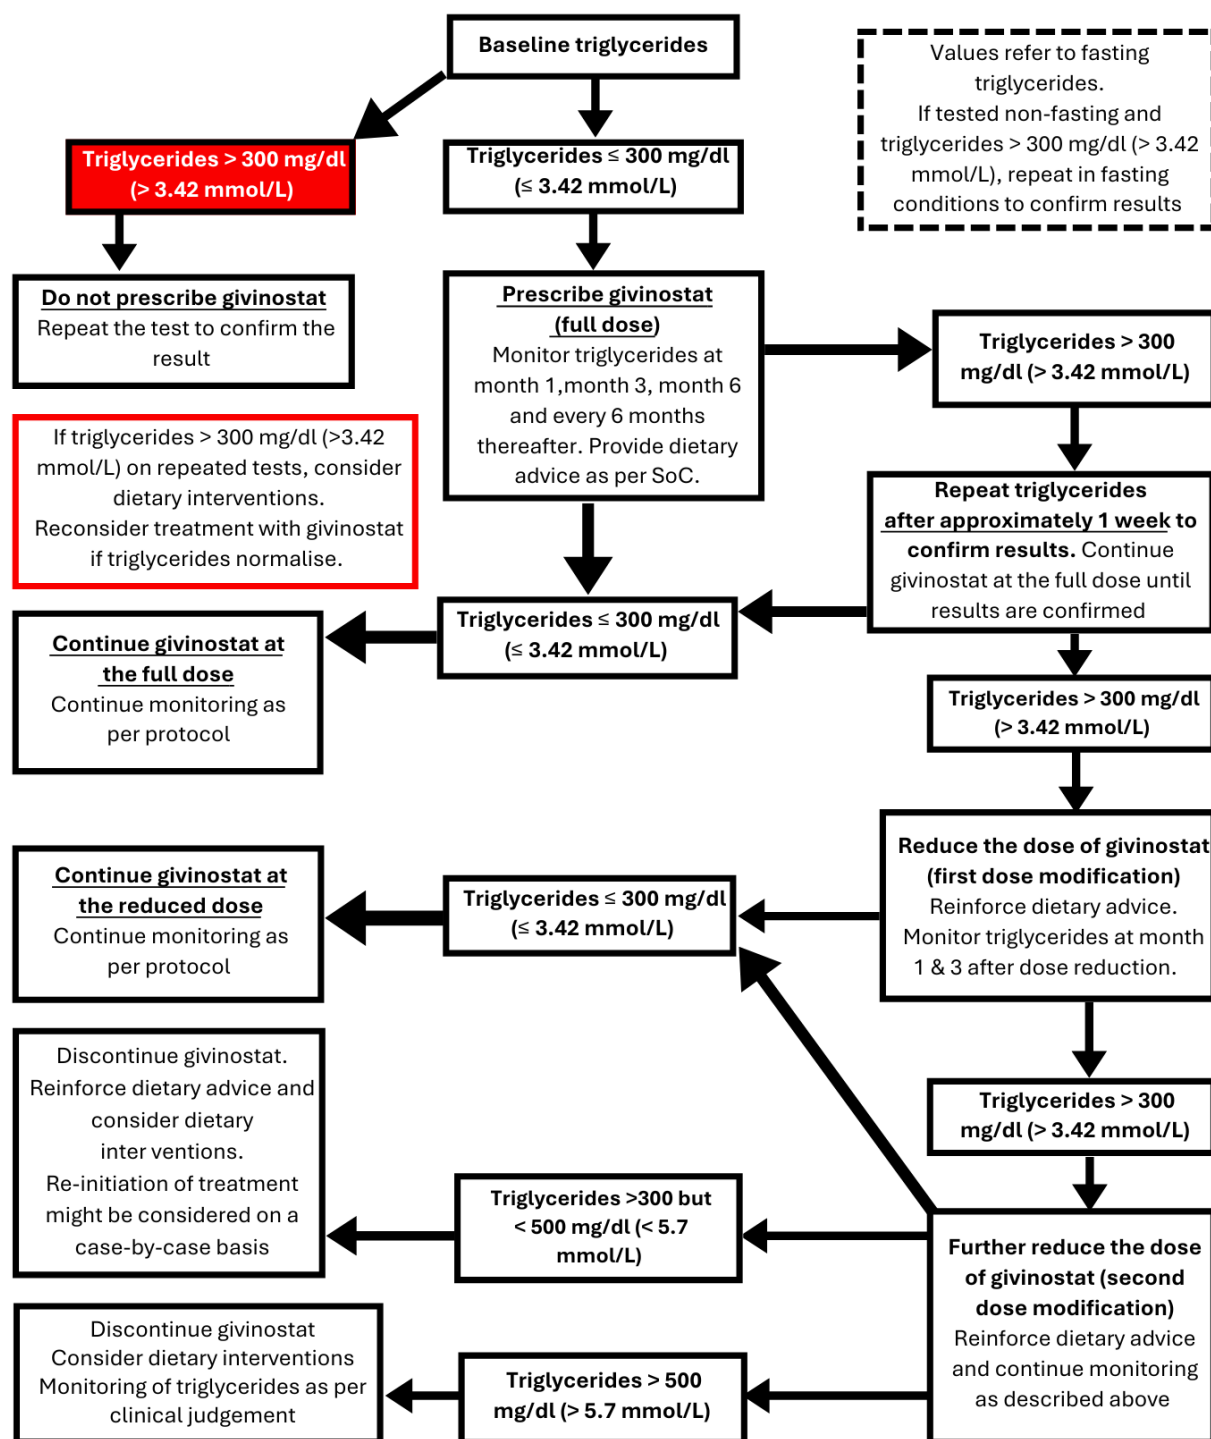 Baseline triglycerides
Values refer to fasting
triglycerides.
If tested non-fasting and
triglycerides > 300 mg/dl (> 3.42
mmol/L), repeat in fasting
conditions to confirm results
Triglycerides > 300 mg/dl
(> 3.42 mmol/L)
Triglycerides ≤ 300 mg/dl
(≤ 3.42 mmol/L)
Do not prescribe givinostat
Repeat the test to confirm the
result
Prescribe givinostat
(full dose)
Monitor triglycerides at
month 1,month 3, month 6
and every 6 months
thereafter. Provide dietary
advice as per SoC.
Triglycerides > 300
mg/dl (> 3.42 mmol/L)
If triglycerides > 300 mg/dl (>3.42
mmol/L) on repeated tests, consider
dietary interventions.
Reconsider treatment with givinostat
if triglycerides normalise.
Repeat triglycerides
after approximately 1 week to
confirm results. Continue
givinostat at the full dose until
results are confirmed
Triglycerides ≤ 300 mg/dl
(≤ 3.42 mmol/L)
Continue givinostat at
the full dose
Continue monitoring as
per protocol
Triglycerides > 300 mg/dl
(> 3.42 mmol/L)
Reduce the dose of givinostat
(first dose modification)
Reinforce dietary advice.
Monitor triglycerides at month
1 & 3 after dose reduction.
Triglycerides ≤ 300 mg/dl
(≤ 3.42 mmol/L)
Continue givinostat at
the reduced dose
Continue monitoring as
per protocol
Triglycerides > 300
mg/dl (> 3.42 mmol/L)
Discontinue givinostat.
Reinforce dietary advice and
consider dietary
inter ventions.
Re-initiation of treatment
might be considered on a
case-by-case basis
Triglycerides >300 but
< 500 mg/dl (< 5.7
mmol/L)
Further reduce the dose
of givinostat (second
dose modification)
Reinforce dietary advice
and continue monitoring
as described above
Discontinue givinostat
Consider dietary interventions
Monitoring of triglycerides as per
clinical judgement
Triglycerides > 500
mg/dl (> 5.7 mmol/L)